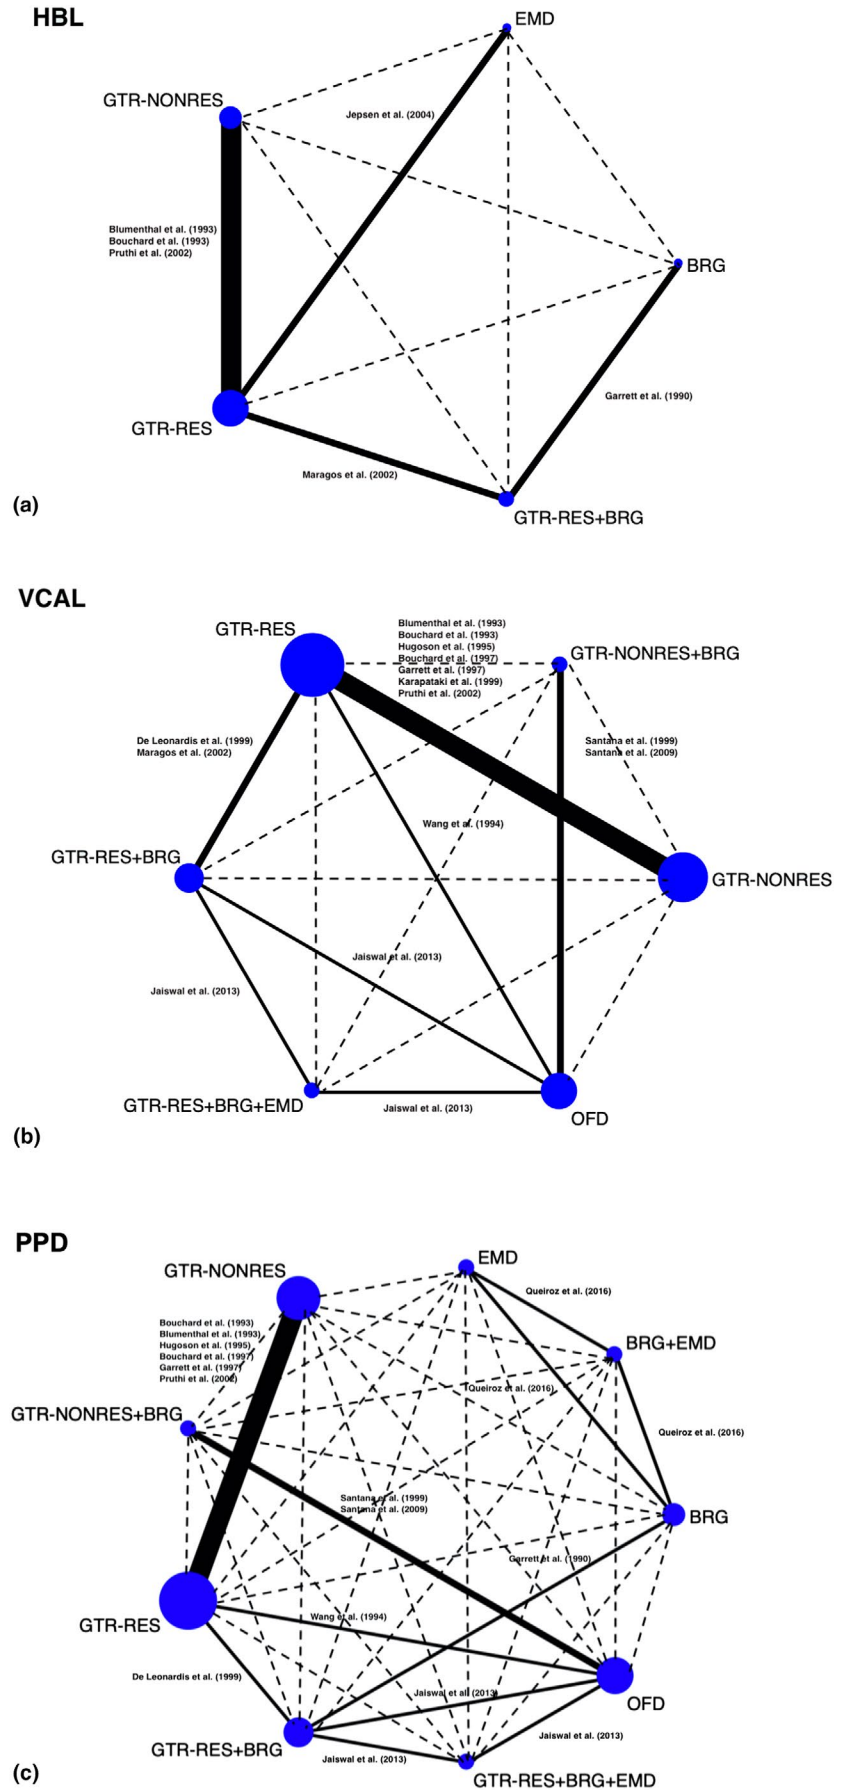 HBL
EMD
GTR-NONRES
Jepsen et al. (2004)
Blumenthal et al. (1993)
Bouchard et al. (1993)
Pruthi et al. (2002)
BRG
Garrett et al. (1990)
GTR-RES
Maragos et al. (2002)
(a)
GTR-RES+BRG
VCAL
GTR-RES
Blumenthal et al. (1993)
Bouchard et al. (1993)
Hugoson et al. (1995)
Bouchard et al. (1997)
Garrett et al. (1997)
Karapataki et al. (1999)
Pruthi et al. (2002)
GTR-NONRES+BRG
De Leonardis et al. (1999)
Maragos et al. (2002)
Santana et al. (1999)
Santana et al. (2009)
Wang et al. (1994)
GTR-RES+BRG
GTR-NONRES
Jaiswal et al. (2013)
Jaiswal et al. (2013)
GTR-RES+BRG+EMD
Jaiswal et al. (2013)
OFD
(b)
PPD
EMD
GTR-NONRES
Queiroz et al. (2016)
Bouchard et al. (1993)
Blumenthal et al. (1993)
Hugoson et al. (1995)
Bouchard et al. (1997)
Garrett et al. (1997)
Pruthi et al. (2002)
BRG+EMD
Queiroz et al. (2016)
GTR-NONRES+BRG
Queiroz et al. (2016)
Santana et al. (1999)
Santana et al. (2009)
BRG
Garrett et al. (1990)
Wang et al. (1994)
GTR-RES
De Leonardis et al. (1999)
Jaiswal et al. (2013)
OFD
Jaiswal et al. (2013)
GTR-RES+BRG
Jaiswal et al. (2013)
(c)
GTR-RES+BRG+EMD